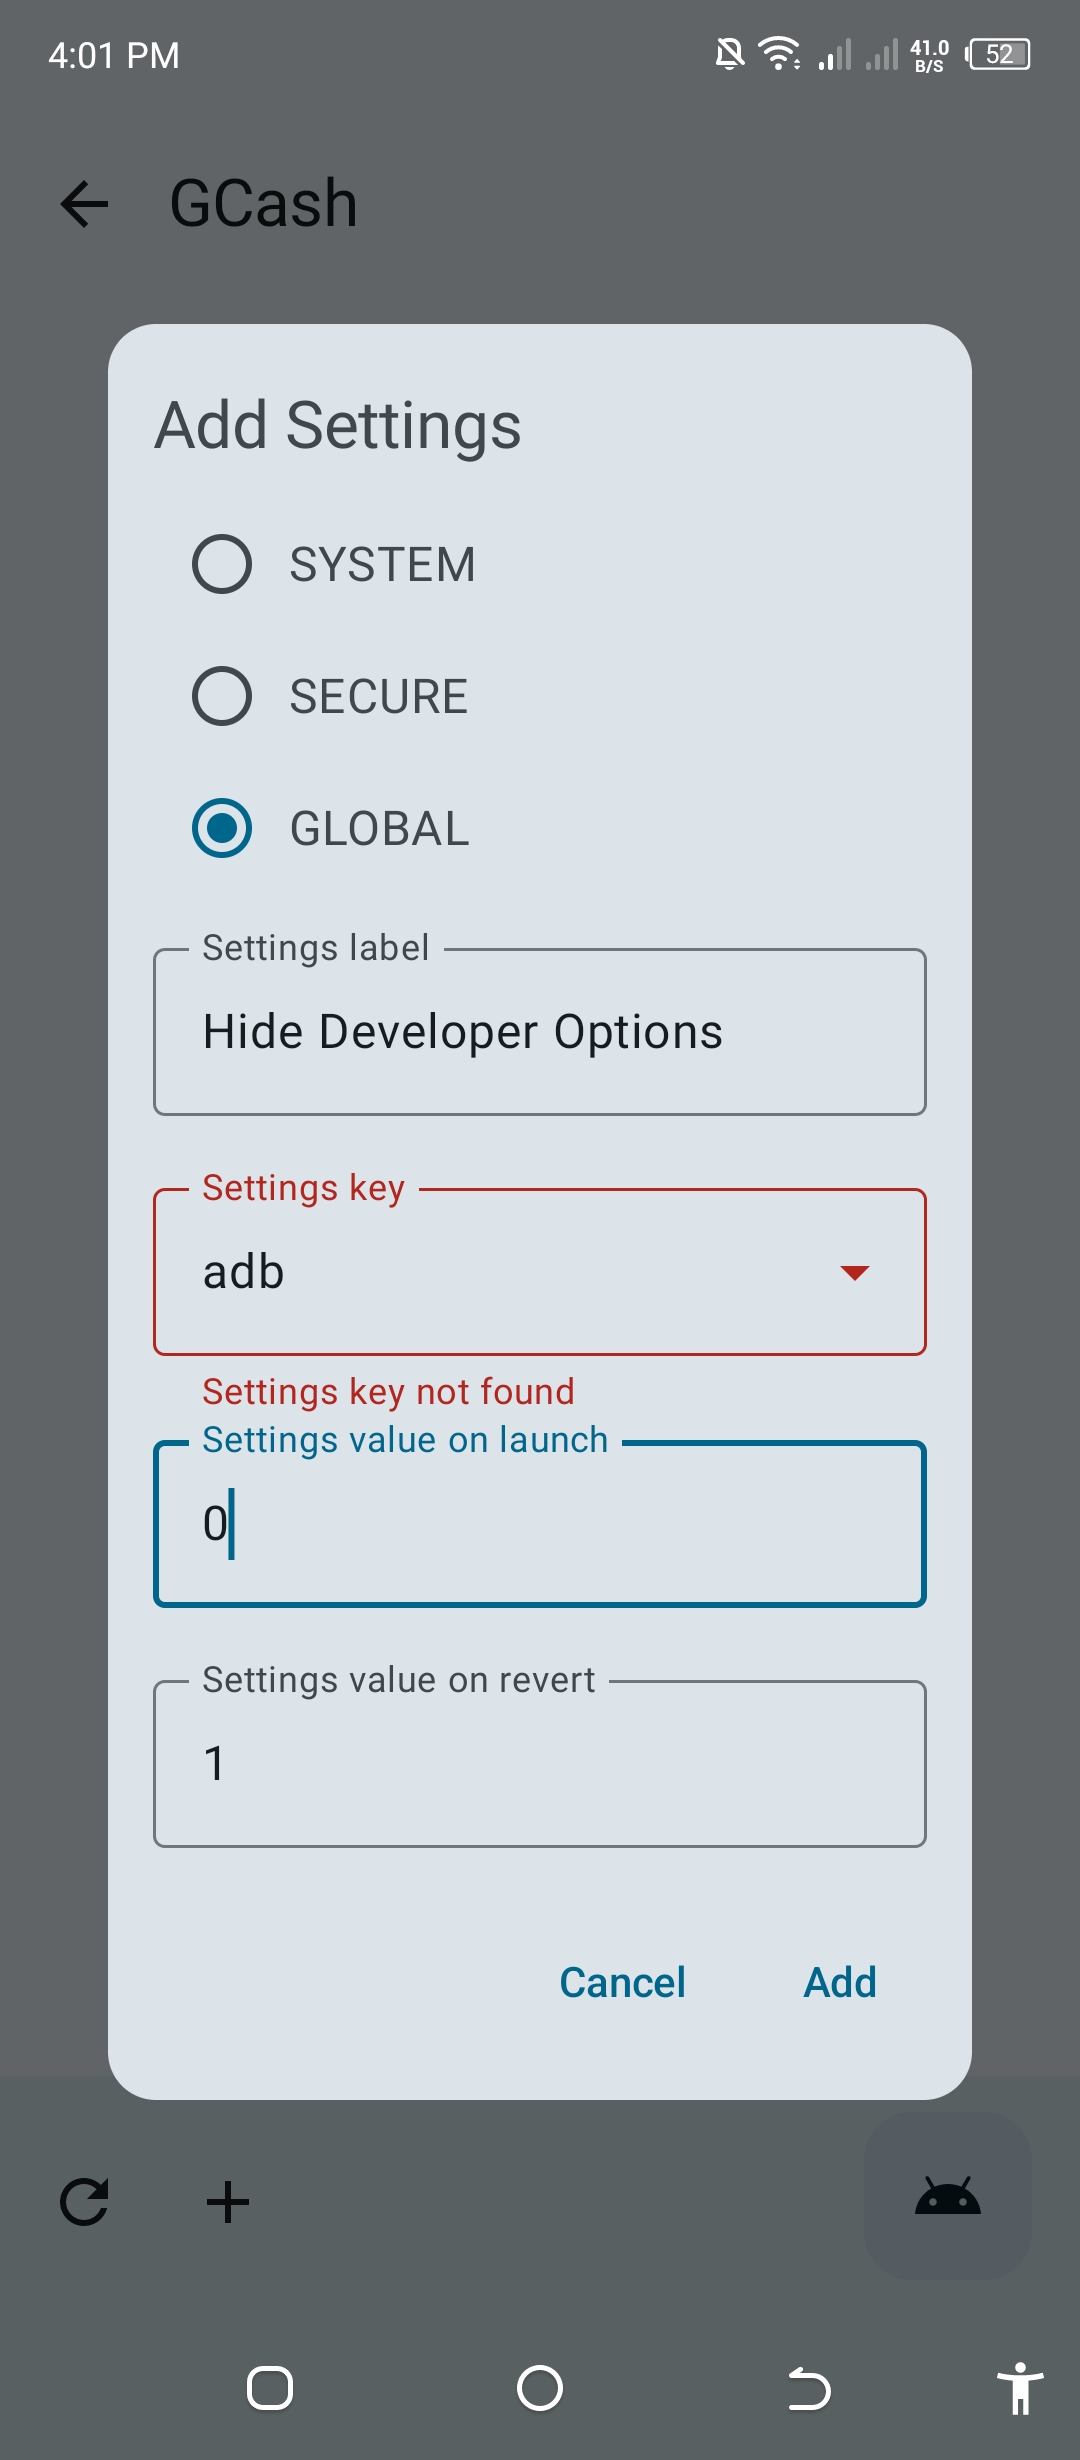 4:01 PM
41.0
B/S
52
GCash
Add Settings
SYSTEM
SECURE
GLOBAL
Settings label
Hide Developer Options
Settings key
adb
Settings key not found
Settings value on launch
0
Settings value on revert
1
Cancel
Add